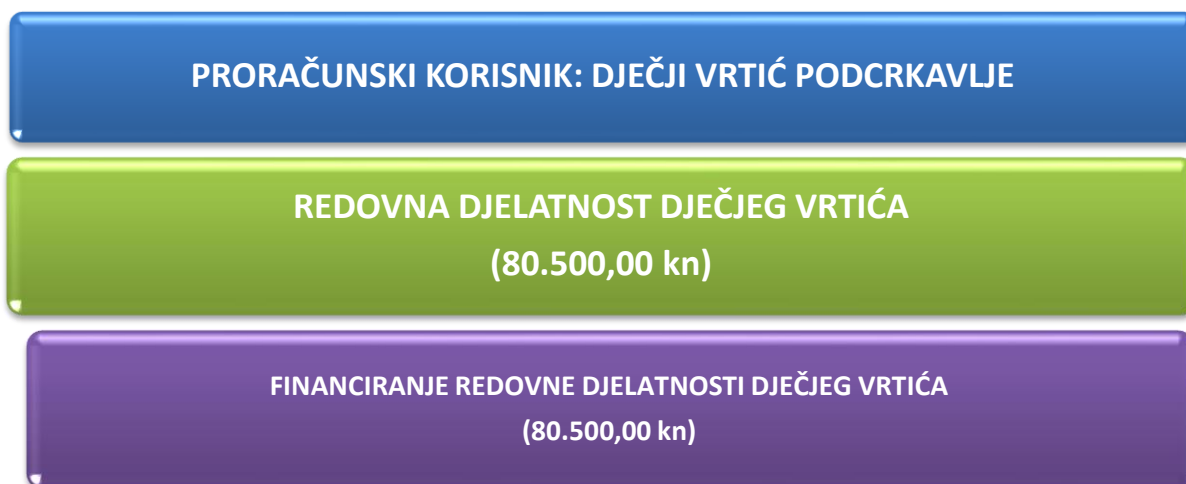 PRORAČUNSKI KORISNIK: DJEČJI VRTIĆ PODCRKAVLJE
REDOVNA DJELATNOST DJEČJEG VRTIĆA
(80.500,00 kn)
FINANCIRANJE REDOVNE DJELATNOSTI DJEČJEG VRTIĆA
(80.500,00 kn)